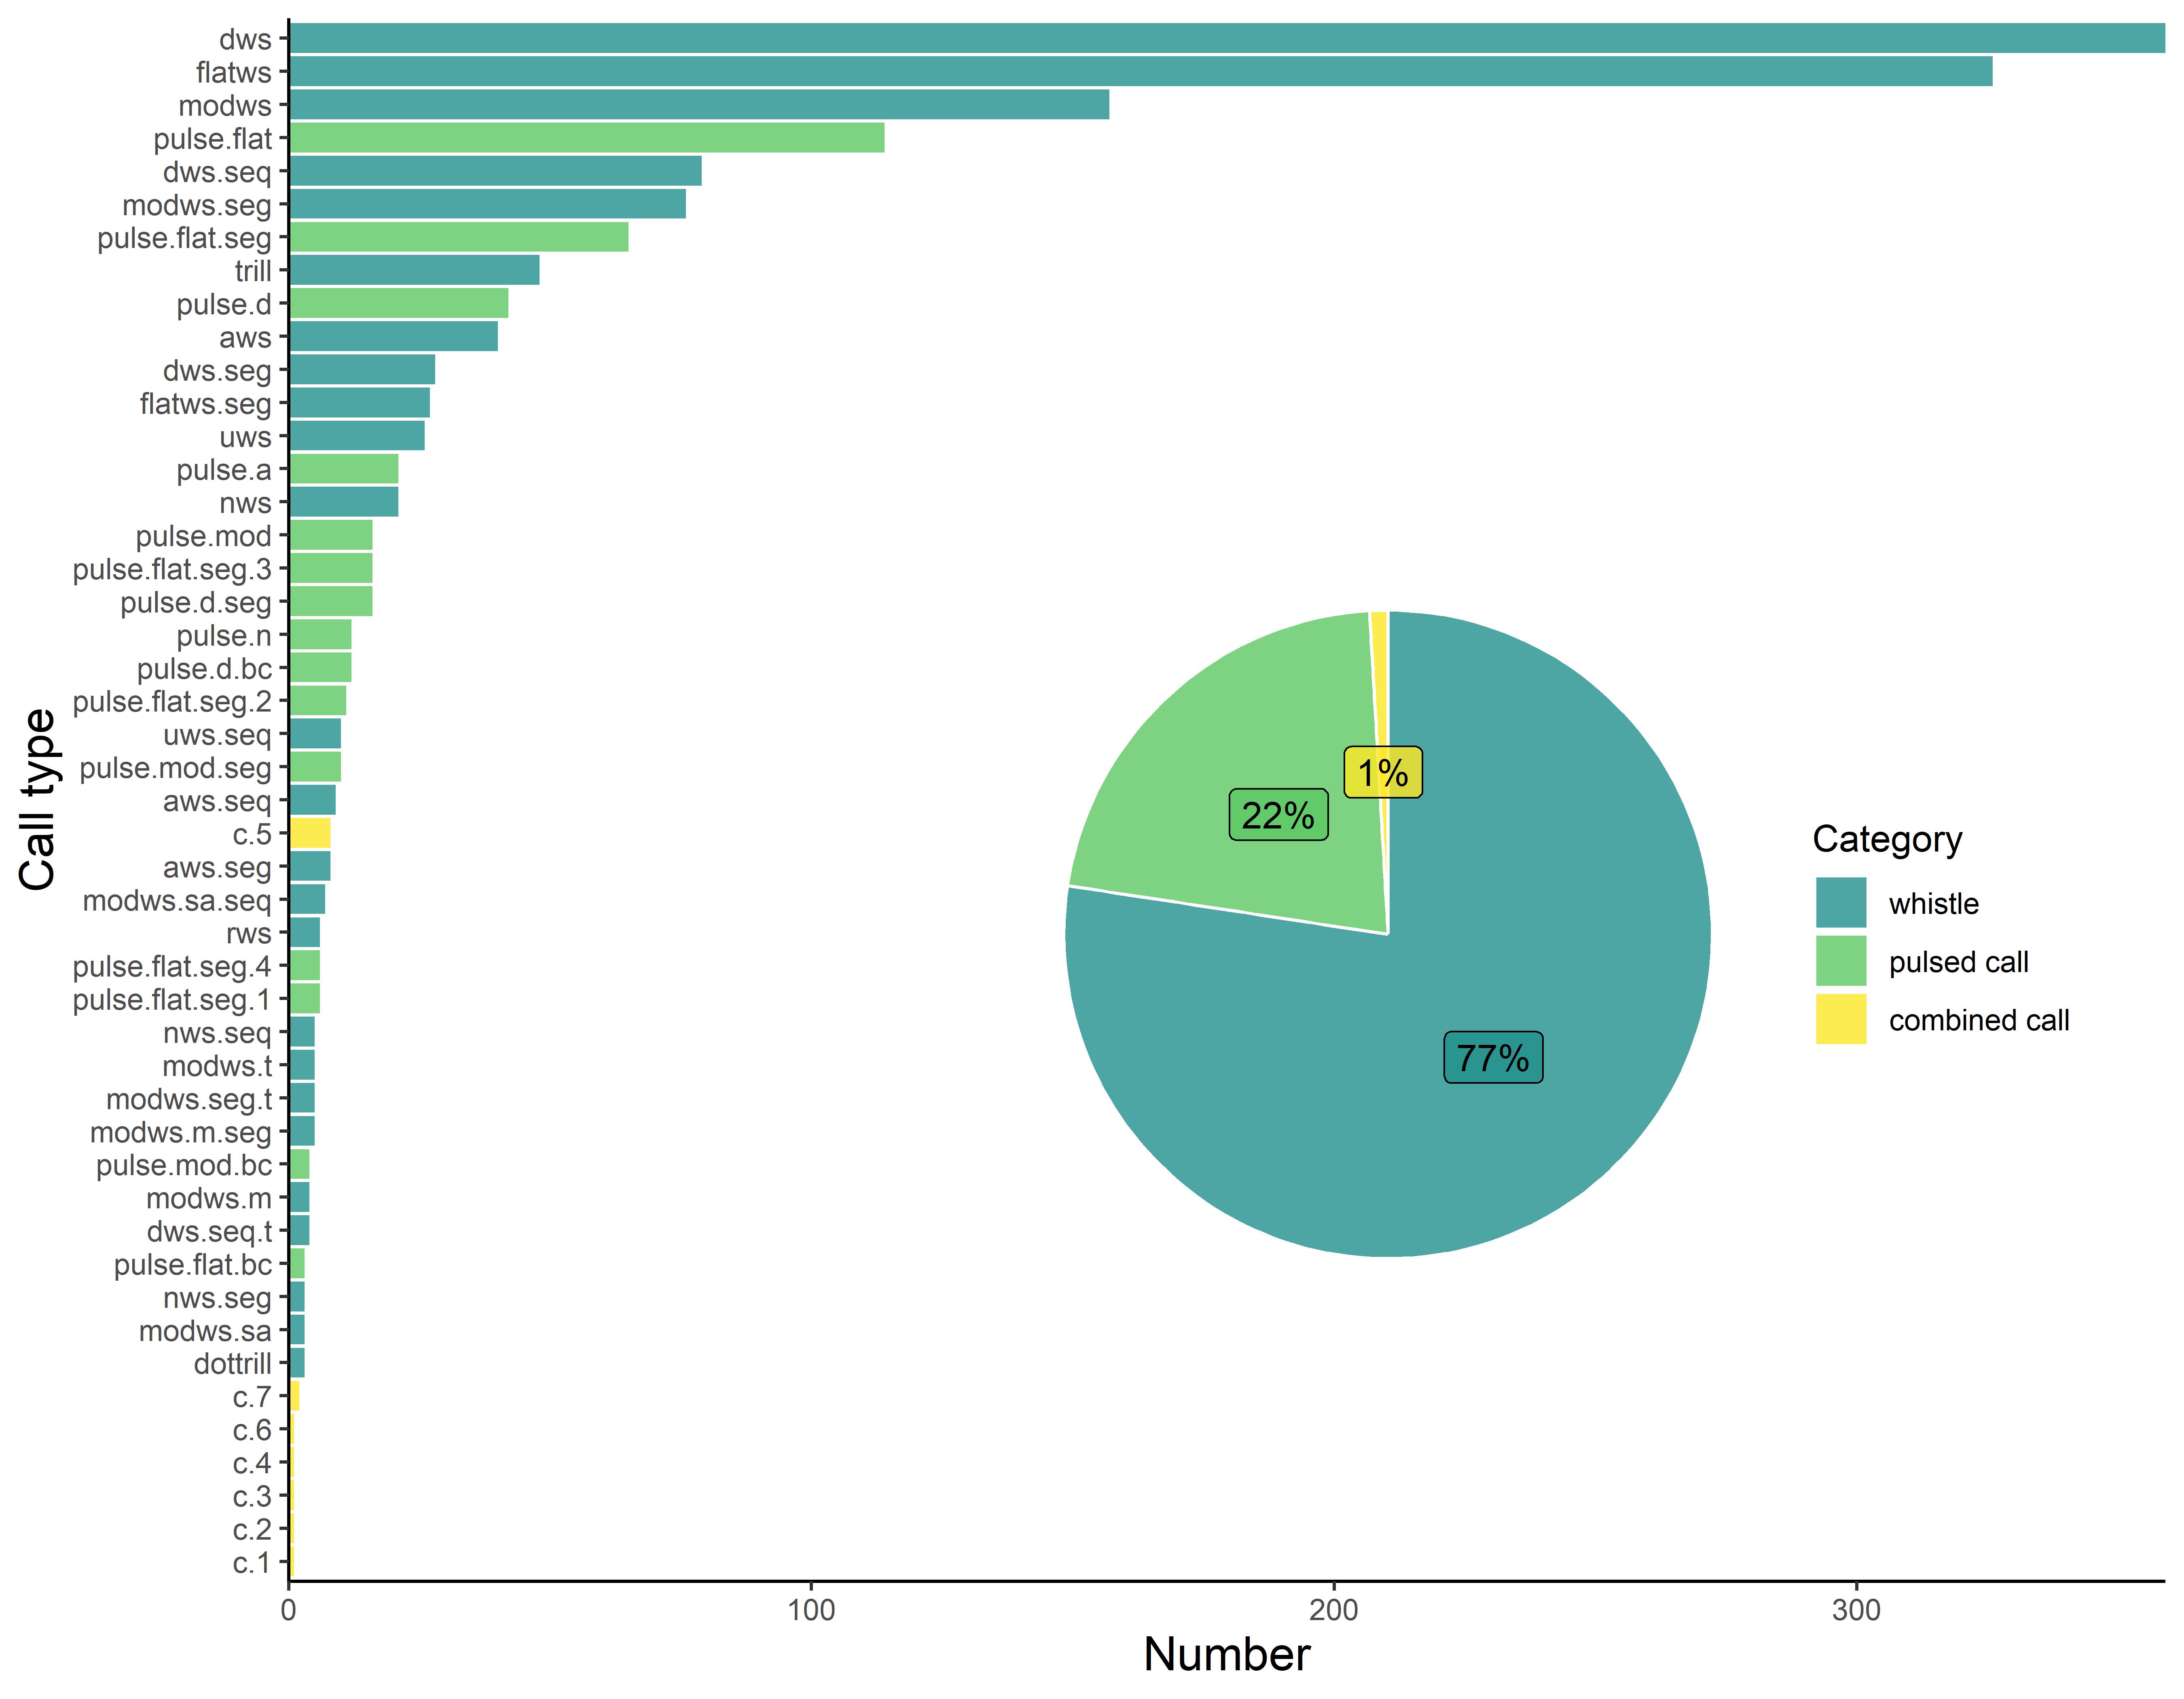 dws
flatws
modws
pulse.flat
dws.seq
modws.seg
pulse.flat.seg
trill
pulse.d
aws
dws.seg
flatws.seg
uws
pulse.a
nws
pulse.mod
pulse.flat.seg.3
pulse.d.seg
pulse.n
pulse.d.bc
pulse.flat.seg.2
uws.seq
pulse.mod.seg
aws.seq
c.5
aws.seg
modws.sa.seq
rws
pulse.flat.seg.4
pulse.flat.seg.1
nws.seq
modws.t
modws.seg.t
modws.m.seg
pulse.mod.bc
modws.m
dws.seq.t
pulse.flat.bc
nws.seg
modws.sa
dottrill
c.7
c.6
c.4
c.3
c.2
c.1
Call type
0 100 200 300
Number
1%
22%
77%
Category
whistle
pulsed call
combined call